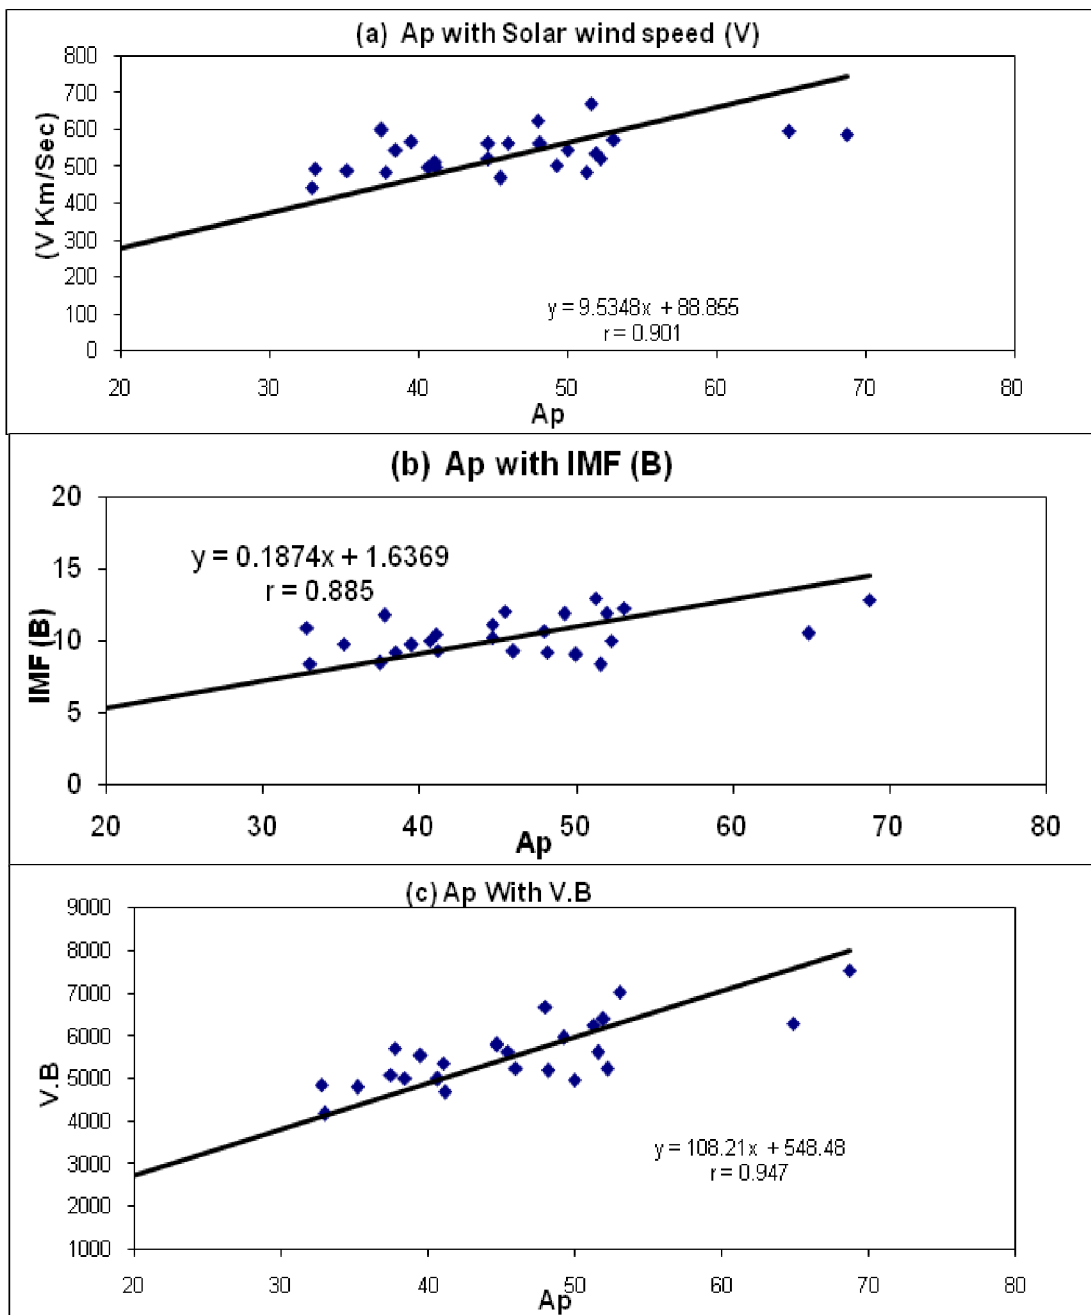 (a) Ap with Solar wind speed (V)
800
700
600
500
400
300
200
100
0
(V Km/Sec)
y = 9.5348x + 88.855
r = 0.901
20 30 40 50 60 70 80
Ap
(b) Ap with IMF (B)
20
15
10
5
0
IMF (B)
y = 0.1874x + 1.6369
r = 0.885
20 30 40 50 60 70 80
Ap
(c) Ap With V.B
9000
8000
7000
6000
5000
4000
3000
2000
1000
V.B
y = 108.21x + 548.48
r = 0.947
20 30 40 50 60 70 80
Ap